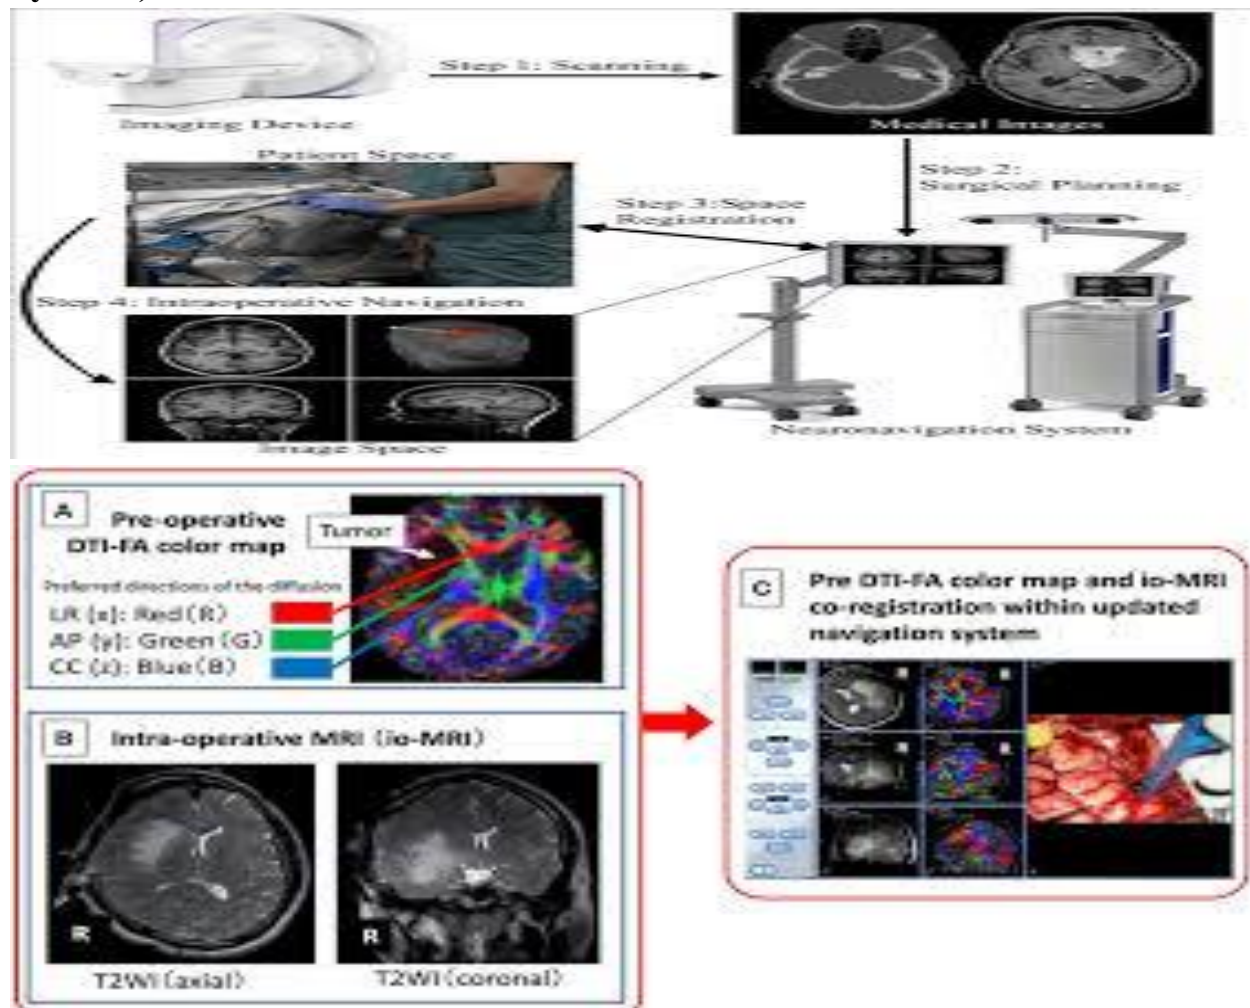 Step 1: Scanning
Imaging Device
Medical Images
Patient Space
Step 2:
Surgical Planning
Step 3:Space
Registration
Step 4: Intraoperative Navigation
Image Space
Neuronavigation System
A
Pre-operative
DTI-FA color map
Tumor
Preferred directions of the diffusion
LR (x): Red (R)
AP (y): Green (G)
CC (z): Blue (B)
B
Intra-operative MRI (io-MRI)
R
R
T2WI (axial)
T2WI (coronal)
C
Pre DTI-FA color map and io-MRI
co-registration within updated
navigation system